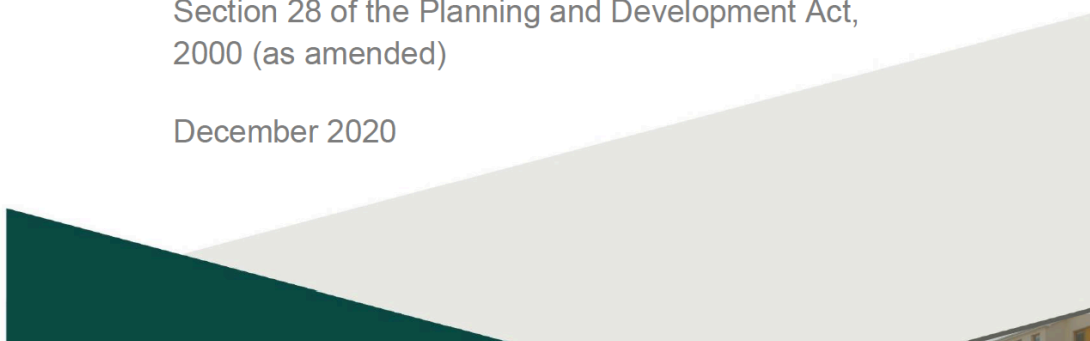 Section 28 of the Planning and Development Act,
2000 (as amended)
December 2020